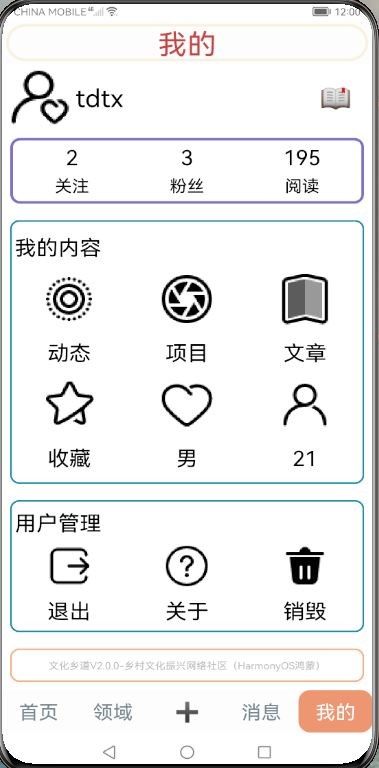 CHINA MOBILE 12:00
我的
tdtx
2 3 195
关注 粉丝 阅读
我的内容
动态 项目 文章
收藏 男 21
用户管理
退出 关于 销毁
文化乡道V2.0.0-乡村文化振兴网络社区（HarmonyOS鸿蒙）
首页 领域 + 消息 我的